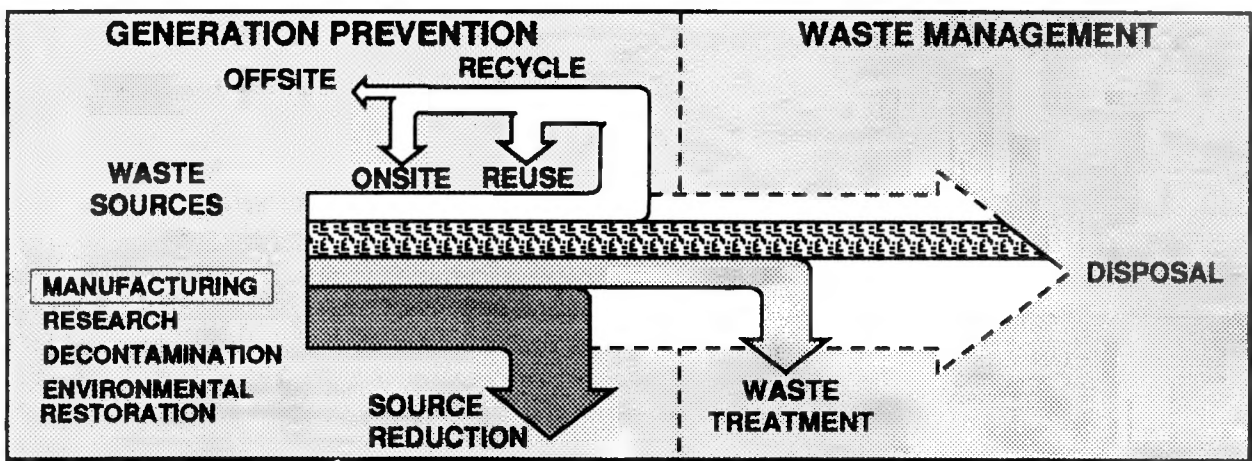 GENERATION PREVENTION
WASTE MANAGEMENT
RECYCLE
OFFSITE
ONSITE
REUSE
WASTE
SOURCES
MANUFACTURING
RESEARCH
DECONTAMINATION
ENVIRONMENTAL
RESTORATION
SOURCE
REDUCTION
WASTE
TREATMENT
DISPOSAL